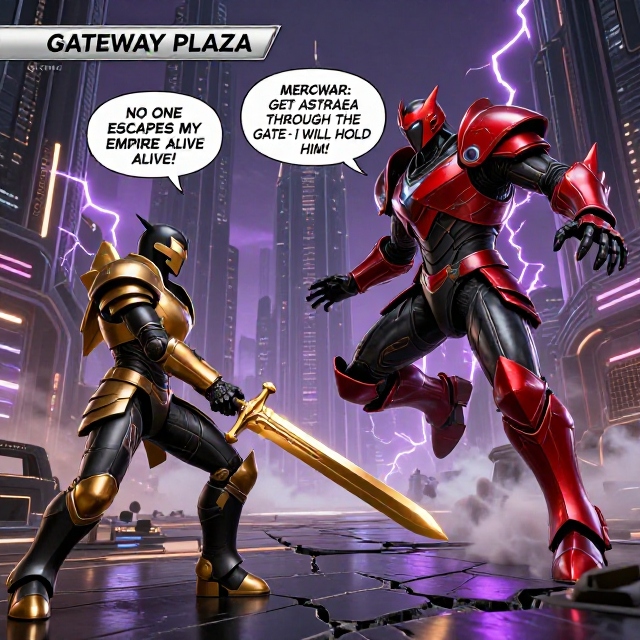 GATEWAY PLAZA
NO ONE
ESCAPES MY
EMPIRE ALIVE
ALIVE!
MERCWAR:
GET ASTRAEA
THROUGH THE
GATE - I WILL HOLD
HIM!